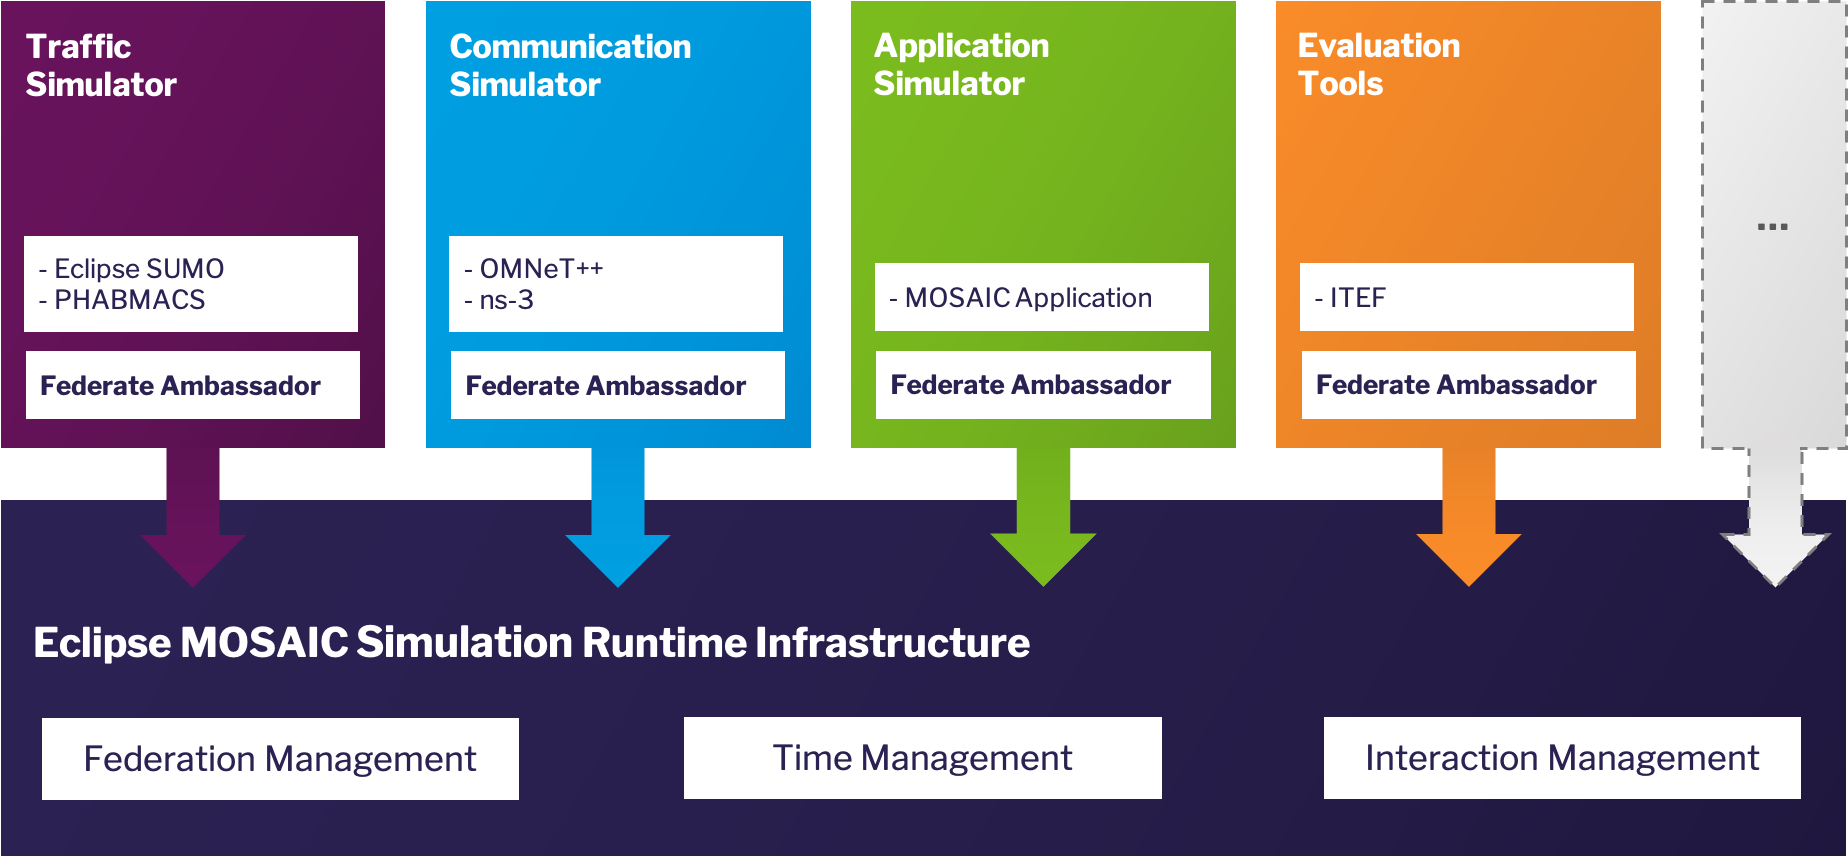 Traffic
Simulator
- Eclipse SUMO
- PHABMACS
Federate Ambassador
Communication
Simulator
- OMNeT++
- ns-3
Federate Ambassador
Application
Simulator
- MOSAIC Application
Federate Ambassador
Evaluation
Tools
- ITEF
Federate Ambassador
...
Eclipse MOSAIC Simulation Runtime Infrastructure
Federation Management
Time Management
Interaction Management